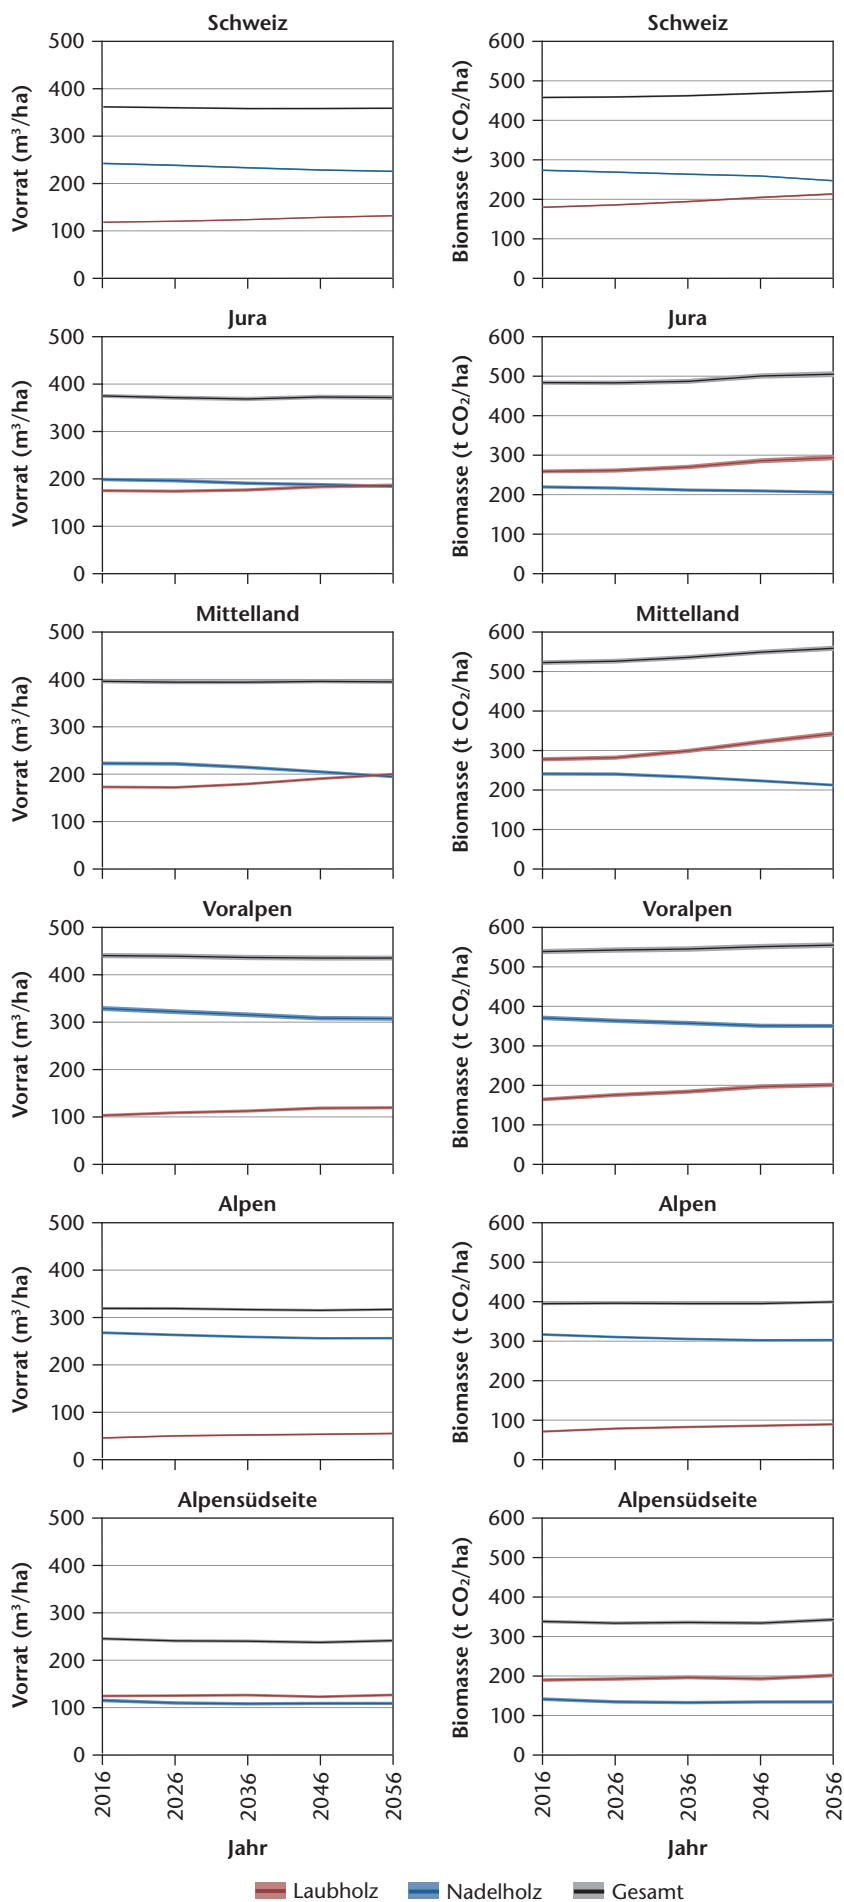 Schweiz
Vorrat (m³/ha)
500
400
300
200
100
0
Schweiz
Biomasse (t CO₂/ha)
600
500
400
300
200
100
0
Jura
Vorrat (m³/ha)
500
400
300
200
100
0
Jura
Biomasse (t CO₂/ha)
600
500
400
300
200
100
0
Mittelland
Vorrat (m³/ha)
500
400
300
200
100
0
Mittelland
Biomasse (t CO₂/ha)
600
500
400
300
200
100
0
Voralpen
Vorrat (m³/ha)
500
400
300
200
100
0
Voralpen
Biomasse (t CO₂/ha)
600
500
400
300
200
100
0
Alpen
Vorrat (m³/ha)
500
400
300
200
100
0
Alpen
Biomasse (t CO₂/ha)
600
500
400
300
200
100
0
Alpensüdseite
Vorrat (m³/ha)
500
400
300
200
100
0
2016 2026 2036 2046 2056
Jahr
Alpensüdseite
Biomasse (t CO₂/ha)
600
500
400
300
200
100
0
2016 2026 2036 2046 2056
Jahr
Laubholz Nadelholz Gesamt